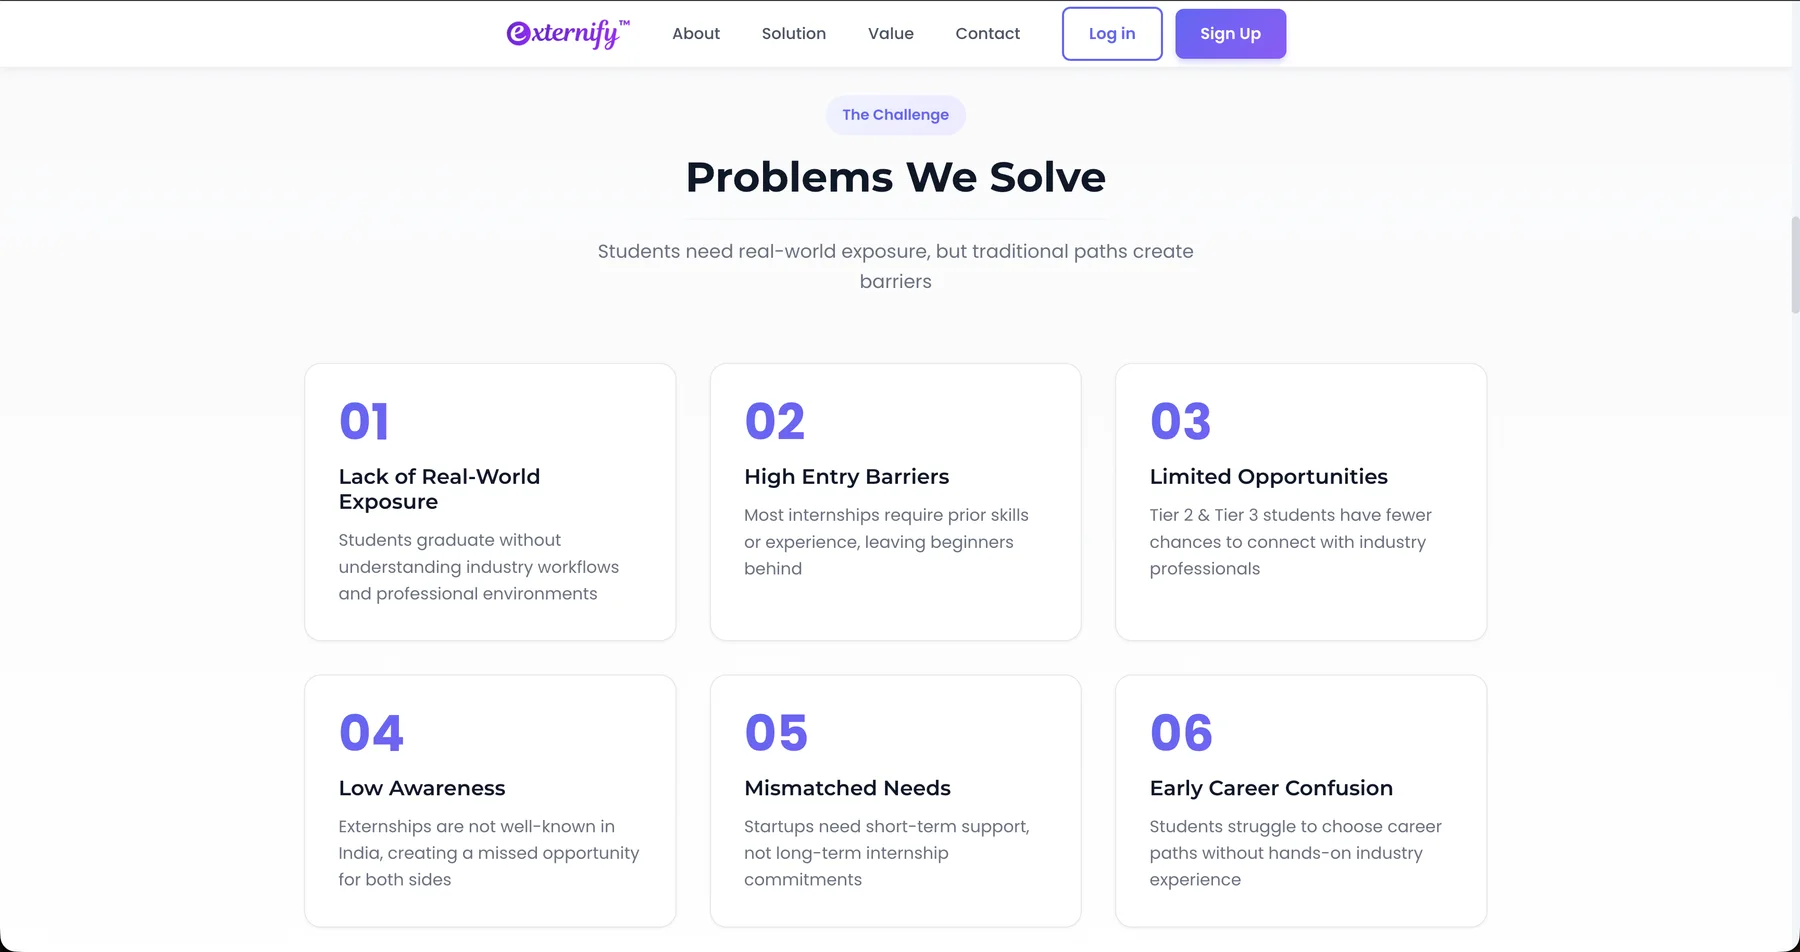 externify™
About
Solution
Value
Contact
Log in
Sign Up
The Challenge
Problems We Solve
Students need real-world exposure, but traditional paths create
barriers
01
Lack of Real-World
Exposure
Students graduate without
understanding industry workflows
and professional environments
02
High Entry Barriers
Most internships require prior skills
or experience, leaving beginners
behind
03
Limited Opportunities
Tier 2 & Tier 3 students have fewer
chances to connect with industry
professionals
04
Low Awareness
Externships are not well-known in
India, creating a missed opportunity
for both sides
05
Mismatched Needs
Startups need short-term support,
not long-term internship
commitments
06
Early Career Confusion
Students struggle to choose career
paths without hands-on industry
experience